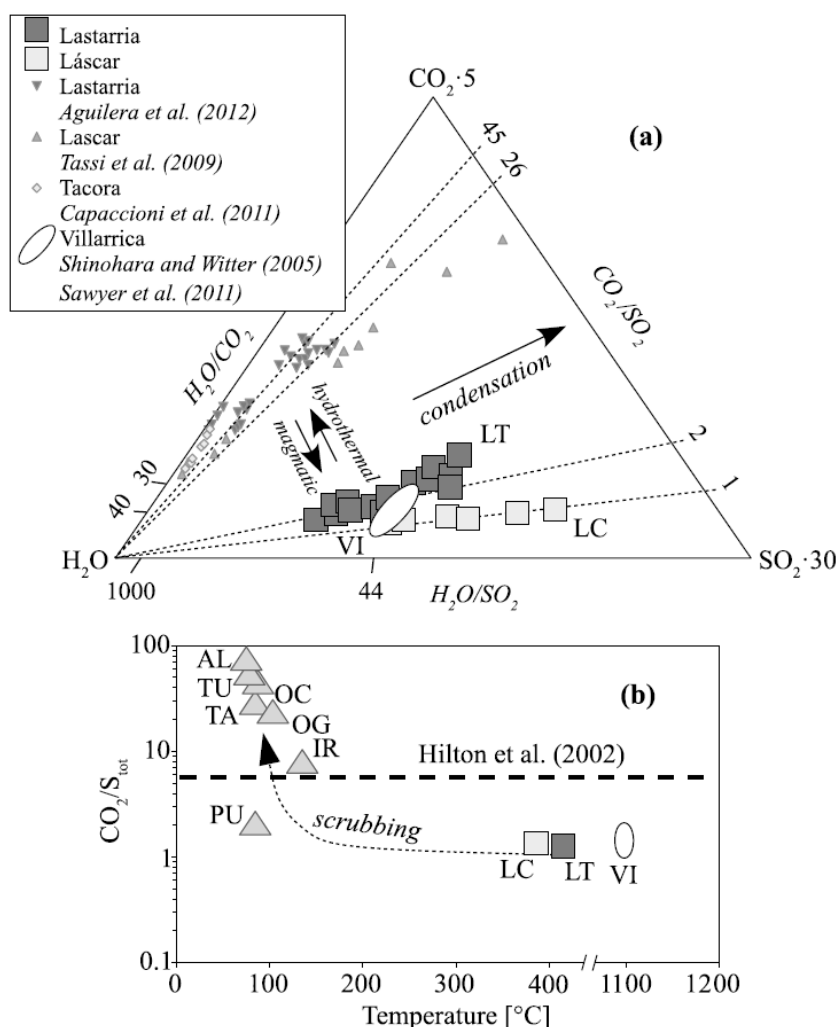 Lastarria
Láscar
Lastarria
Aguilera et al. (2012)
Lascar
Tassi et al. (2009)
Tacora
Capaccioni et al. (2011)
Villarrica
Shinohara and Witter (2005)
Sawyer et al. (2011)
CO₂·5
(a)
45
26
CO₂/SO₂
H₂O/CO₂
condensation
hydrothermal
magmatic
LT
2
30
40
1
VI
LC
H₂O
SO₂·30
1000
44
H₂O/SO₂
100
AL
(b)
TU
OC
TA
OG
IR
10
Hilton et al. (2002)
CO₂/Sₜₒₜ
PU
scrubbing
1
LC
LT
VI
0.1
0 100 200 300 400 1100 1200
Temperature [°C]